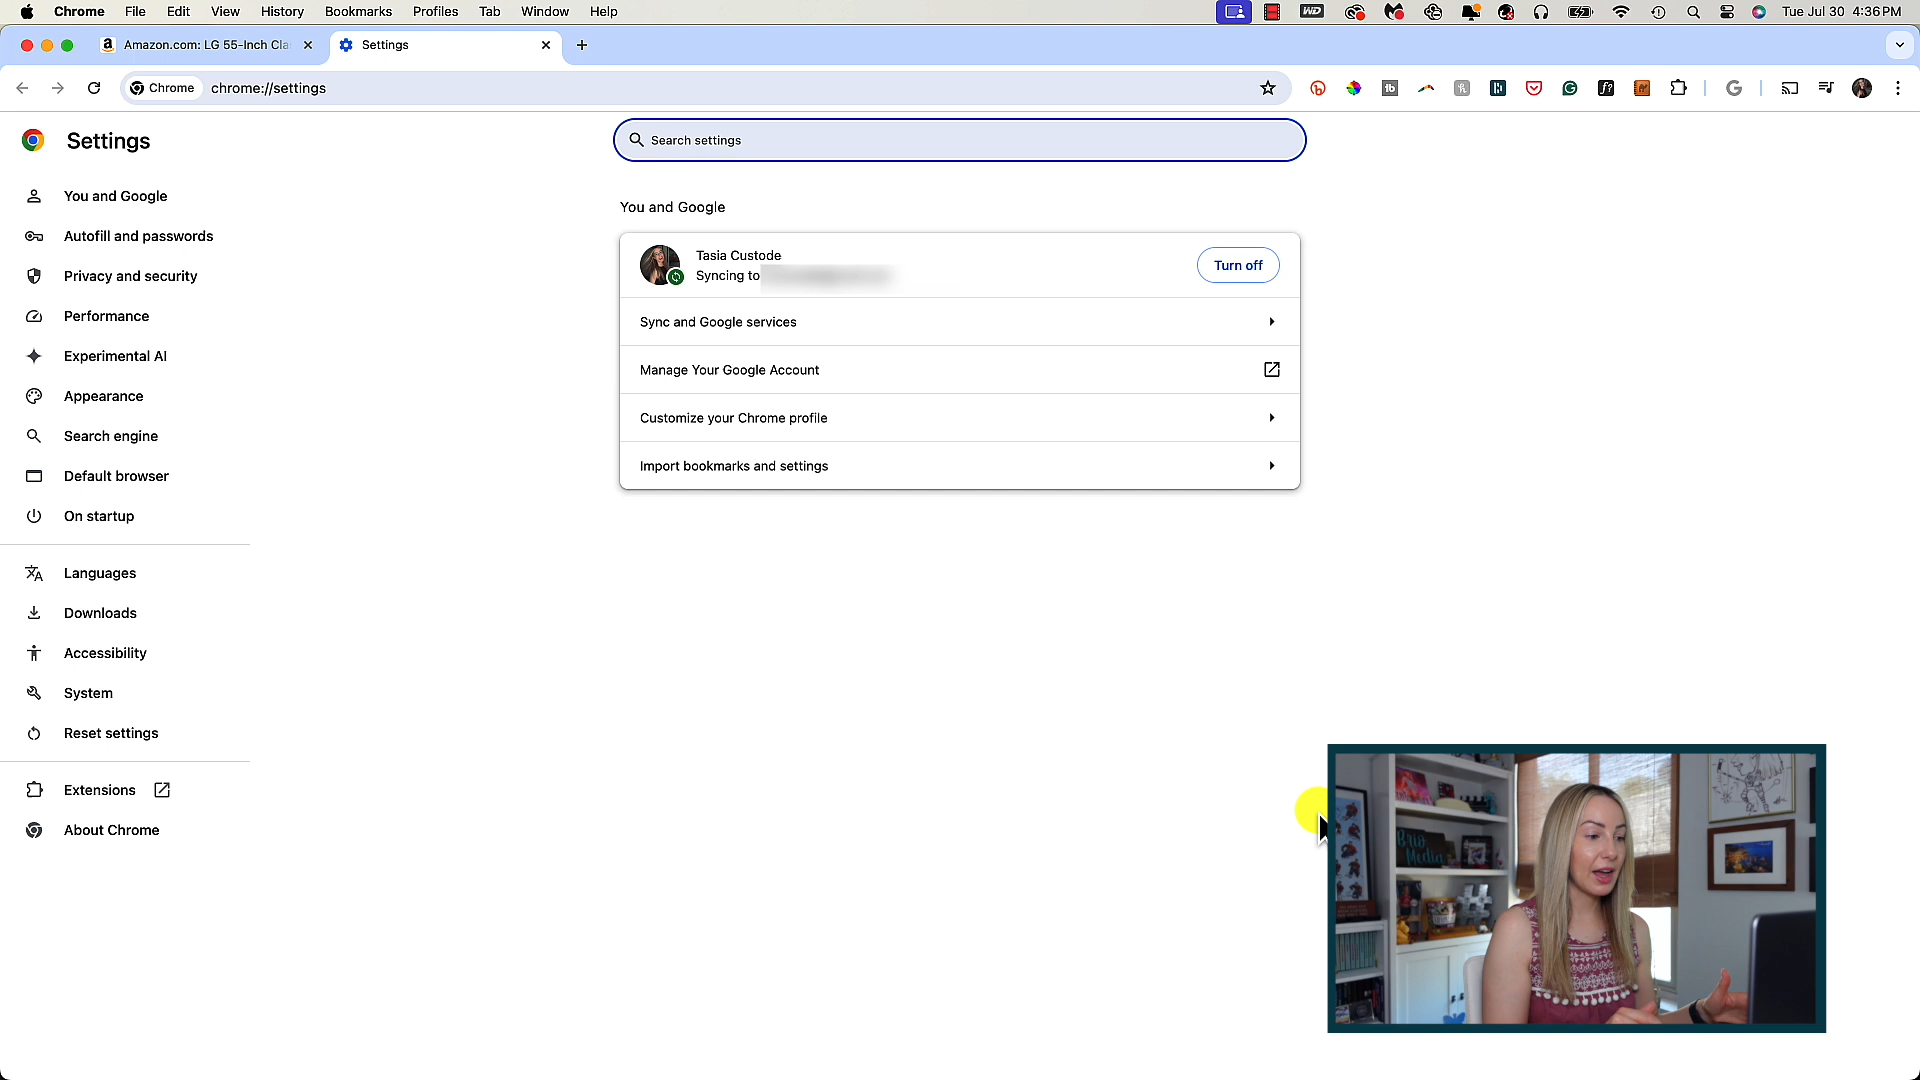 Chrome File Edit View History Bookmarks Profiles Tab Window Help Tue Jul 30 4:36 PM
Amazon.com: LG 55-Inch Cla
Settings
Chrome chrome://settings
Settings
Search settings
You and Google
Autofill and passwords
Privacy and security
Performance
Experimental AI
Appearance
Search engine
Default browser
On startup
Languages
Downloads
Accessibility
System
Reset settings
Extensions
About Chrome
You and Google
Tasia Custode
Syncing to
Turn off
Sync and Google services
Manage Your Google Account
Customize your Chrome profile
Import bookmarks and settings
Brio
Media